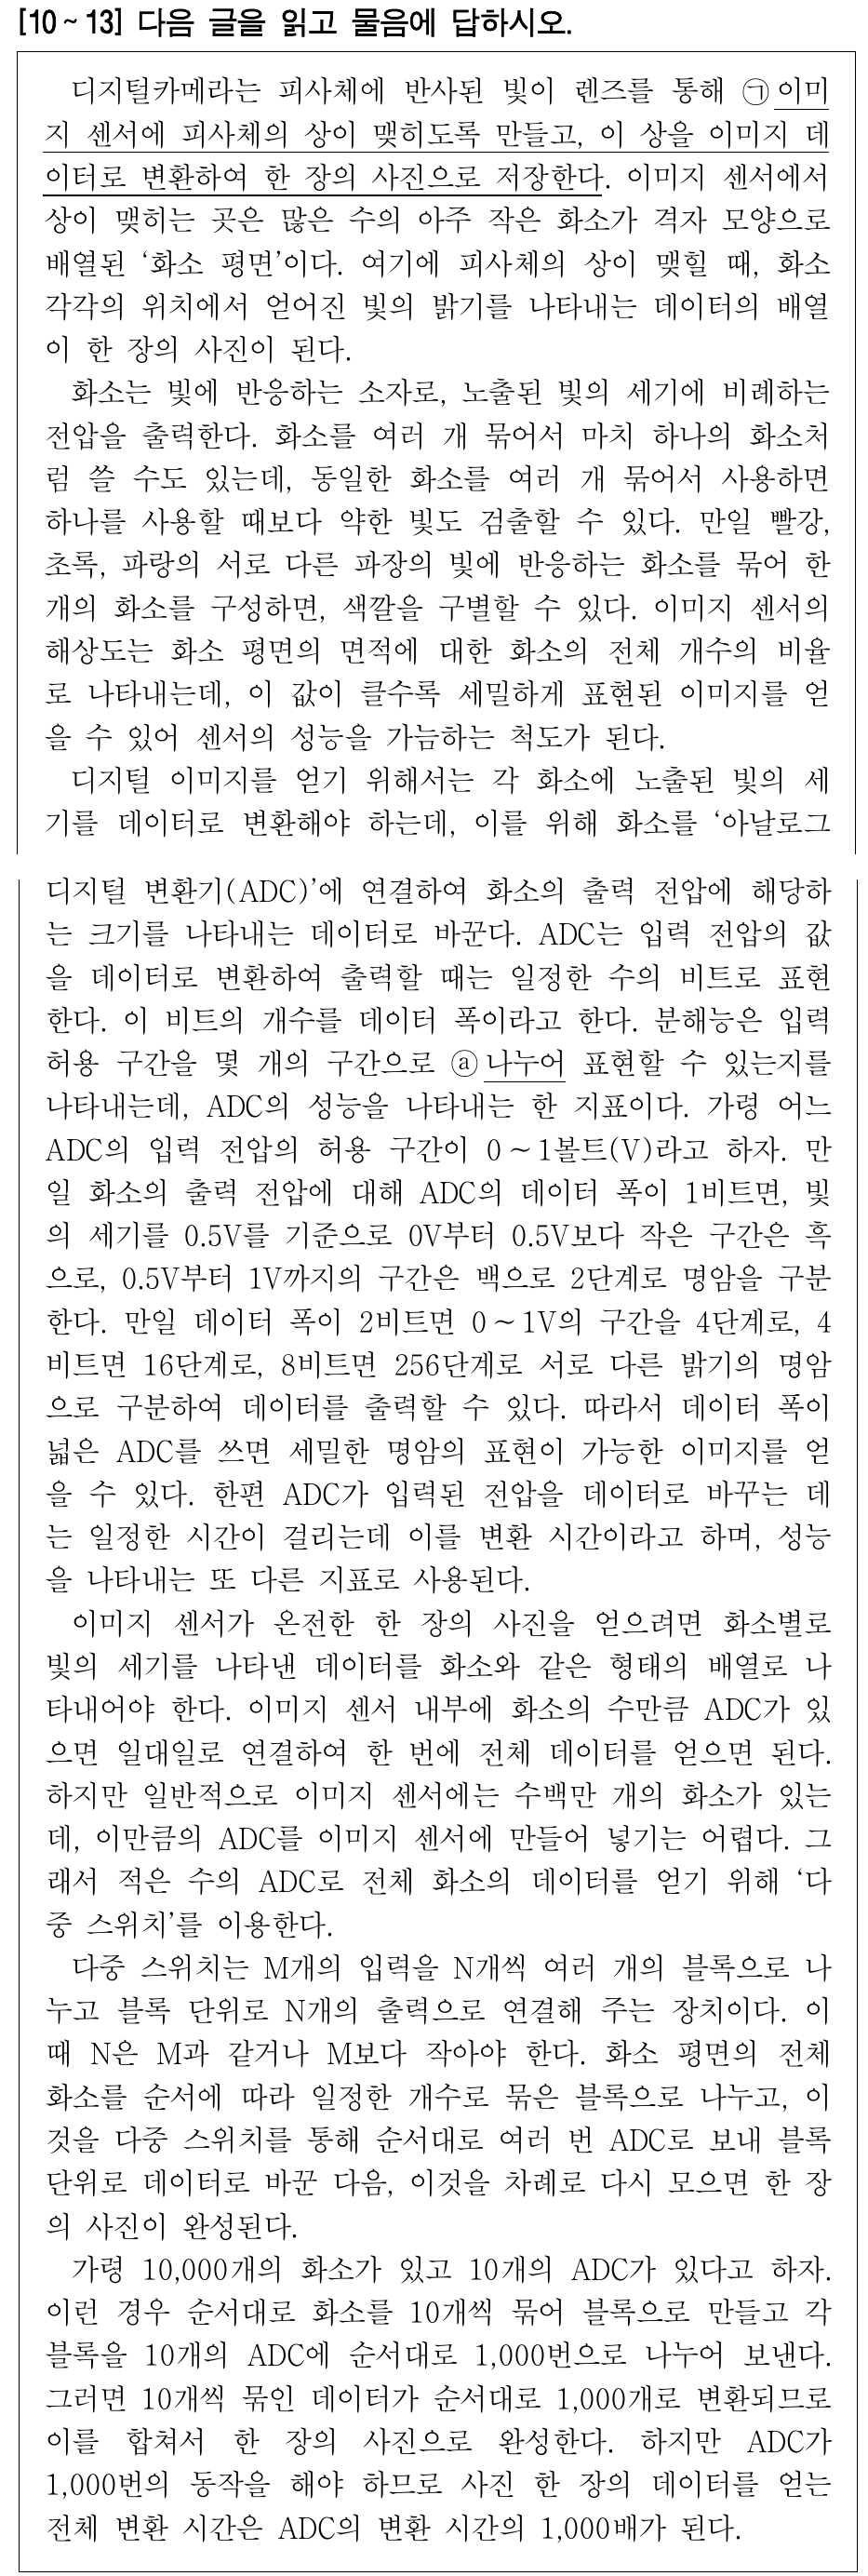 [10~13] 다음 글을 읽고 물음에 답하시오.
디지털카메라는 피사체에 반사된 빛이 렌즈를 통해 ㉠이미
지 센서에 피사체의 상이 맺히도록 만들고, 이 상을 이미지 데
이터로 변환하여 한 장의 사진으로 저장한다. 이미지 센서에서
상이 맺히는 곳은 많은 수의 아주 작은 화소가 격자 모양으로
배열된 ‘화소 평면’이다. 여기에 피사체의 상이 맺힐 때, 화소
각각의 위치에서 얻어진 빛의 밝기를 나타내는 데이터의 배열
이 한 장의 사진이 된다.
화소는 빛에 반응하는 소자로, 노출된 빛의 세기에 비례하는
전압을 출력한다. 화소를 여러 개 묶어서 마치 하나의 화소처
럼 쓸 수도 있는데, 동일한 화소를 여러 개 묶어서 사용하면
하나를 사용할 때보다 약한 빛도 검출할 수 있다. 만일 빨강,
초록, 파랑의 서로 다른 파장의 빛에 반응하는 화소를 묶어 한
개의 화소를 구성하면, 색깔을 구별할 수 있다. 이미지 센서의
해상도는 화소 평면의 면적에 대한 화소의 전체 개수의 비율
로 나타내는데, 이 값이 클수록 세밀하게 표현된 이미지를 얻
을 수 있어 센서의 성능을 가늠하는 척도가 된다.
디지털 이미지를 얻기 위해서는 각 화소에 노출된 빛의 세
기를 데이터로 변환해야 하는데, 이를 위해 화소를 ‘아날로그
디지털 변환기(ADC)’에 연결하여 화소의 출력 전압에 해당하
는 크기를 나타내는 데이터로 바꾼다. ADC는 입력 전압의 값
을 데이터로 변환하여 출력할 때는 일정한 수의 비트로 표현
한다. 이 비트의 개수를 데이터 폭이라고 한다. 분해능은 입력
허용 구간을 몇 개의 구간으로 ⓐ나누어 표현할 수 있는지를
나타내는데, ADC의 성능을 나타내는 한 지표이다. 가령 어느
ADC의 입력 전압의 허용 구간이 0~1볼트(V)라고 하자. 만
일 화소의 출력 전압에 대해 ADC의 데이터 폭이 1비트면, 빛
의 세기를 0.5V를 기준으로 0V부터 0.5V보다 작은 구간은 흑
으로, 0.5V부터 1V까지의 구간은 백으로 2단계로 명암을 구분
한다. 만일 데이터 폭이 2비트면 0~1V의 구간을 4단계로, 4
비트면 16단계로, 8비트면 256단계로 서로 다른 밝기의 명암
으로 구분하여 데이터를 출력할 수 있다. 따라서 데이터 폭이
넓은 ADC를 쓰면 세밀한 명암의 표현이 가능한 이미지를 얻
을 수 있다. 한편 ADC가 입력된 전압을 데이터로 바꾸는 데
는 일정한 시간이 걸리는데 이를 변환 시간이라고 하며, 성능
을 나타내는 또 다른 지표로 사용된다.
이미지 센서가 온전한 한 장의 사진을 얻으려면 화소별로
빛의 세기를 나타낸 데이터를 화소와 같은 형태의 배열로 나
타내어야 한다. 이미지 센서 내부에 화소의 수만큼 ADC가 있
으면 일대일로 연결하여 한 번에 전체 데이터를 얻으면 된다.
하지만 일반적으로 이미지 센서에는 수백만 개의 화소가 있는
데, 이만큼의 ADC를 이미지 센서에 만들어 넣기는 어렵다. 그
래서 적은 수의 ADC로 전체 화소의 데이터를 얻기 위해 ‘다
중 스위치’를 이용한다.
다중 스위치는 M개의 입력을 N개씩 여러 개의 블록으로 나
누고 블록 단위로 N개의 출력으로 연결해 주는 장치이다. 이
때 N은 M과 같거나 M보다 작아야 한다. 화소 평면의 전체
화소를 순서에 따라 일정한 개수로 묶은 블록으로 나누고, 이
것을 다중 스위치를 통해 순서대로 여러 번 ADC로 보내 블록
단위로 데이터로 바꾼 다음, 이것을 차례로 다시 모으면 한 장
의 사진이 완성된다.
가령 10,000개의 화소가 있고 10개의 ADC가 있다고 하자.
이런 경우 순서대로 화소를 10개씩 묶어 블록으로 만들고 각
블록을 10개의 ADC에 순서대로 1,000번으로 나누어 보낸다.
그러면 10개씩 묶인 데이터가 순서대로 1,000개로 변환되므로
이를 합쳐서 한 장의 사진으로 완성한다. 하지만 ADC가
1,000번의 동작을 해야 하므로 사진 한 장의 데이터를 얻는
전체 변환 시간은 ADC의 변환 시간의 1,000배가 된다.